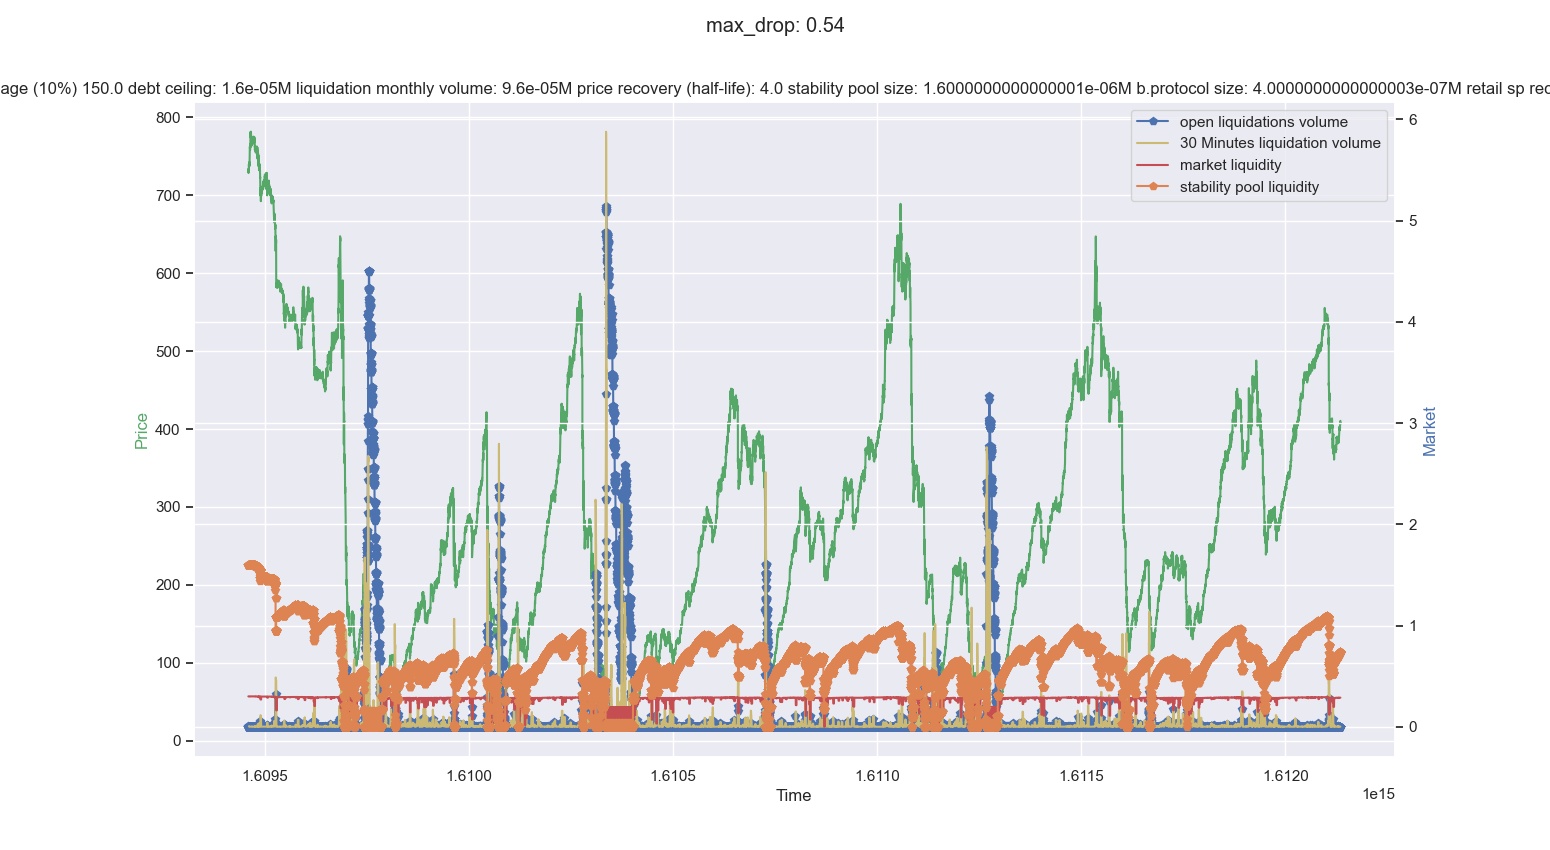 max_drop: 0.54
age (10%) 150.0 debt ceiling: 1.6e-05M liquidation monthly volume: 9.6e-05M price recovery (half-life): 4.0 stability pool size: 1.6000000000000001e-06M b.protocol size: 4.0000000000000003e-07M retail sp rec
800
700
600
500
400
300
200
100
0
Price
open liquidations volume
30 Minutes liquidation volume
market liquidity
stability pool liquidity
6
5
4
3
2
1
0
Market
1.6095 1.6100 1.6105 1.6110 1.6115 1.6120
1e15
Time